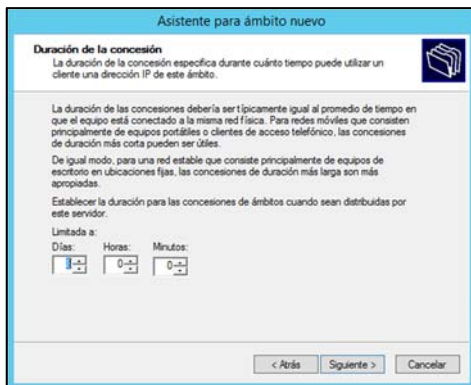 Asistente para ámbito nuevo
Duración de la concesión
La duración de la concesión especifica durante cuánto tiempo puede utilizar un
cliente una dirección IP de este ámbito.
La duración de las concesiones debería ser típicamente igual al promedio de tiempo en
que el equipo está conectado a la misma red física. Para redes móviles que consisten
principalmente de equipos portátiles o clientes de acceso telefónico, las concesiones
de duración más corta pueden ser útiles.
De igual modo, para una red estable que consiste principalmente de equipos de
escritorio en ubicaciones fijas, las concesiones de duración más larga son más
apropiadas.
Establecer la duración para las concesiones de ámbitos cuando sean distribuidas por
este servidor.
Limitada a:
Días: Horas: Minutos:
0 0
< Atrás Siguiente > Cancelar